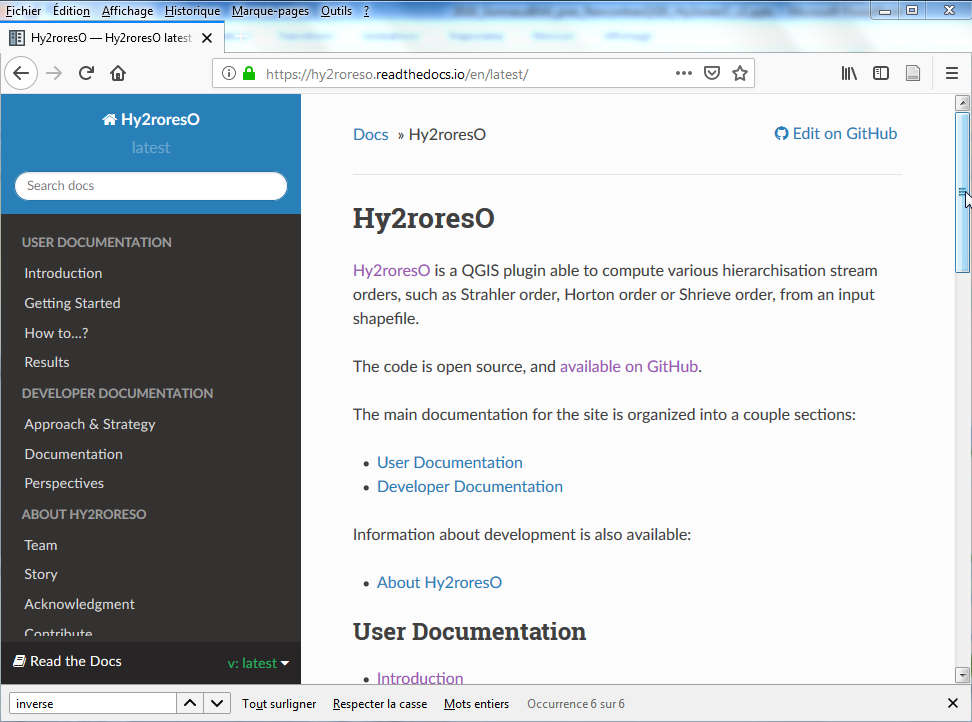 Fichier Édition Affichage Historique Marque-pages Outils ?
Hy2roresO — Hy2roresO latest
https://hy2roreso.readthedocs.io/en/latest/
Hy2roresO
latest
Search docs
USER DOCUMENTATION
Introduction
Getting Started
How to...?
Results
DEVELOPER DOCUMENTATION
Approach & Strategy
Documentation
Perspectives
ABOUT HY2RORESO
Team
Story
Acknowledgment
Contribute
Read the Docs v: latest
Docs » Hy2roresO Edit on GitHub
Hy2roresO
Hy2roresO is a QGIS plugin able to compute various hierarchisation stream
orders, such as Strahler order, Horton order or Shrieve order, from an input
shapefile.
The code is open source, and available on GitHub.
The main documentation for the site is organized into a couple sections:
• User Documentation
• Developer Documentation
Information about development is also available:
• About Hy2roresO
User Documentation
• Introduction
inverse Tout surligner Respecter la casse Mots entiers Occurrence 6 sur 6